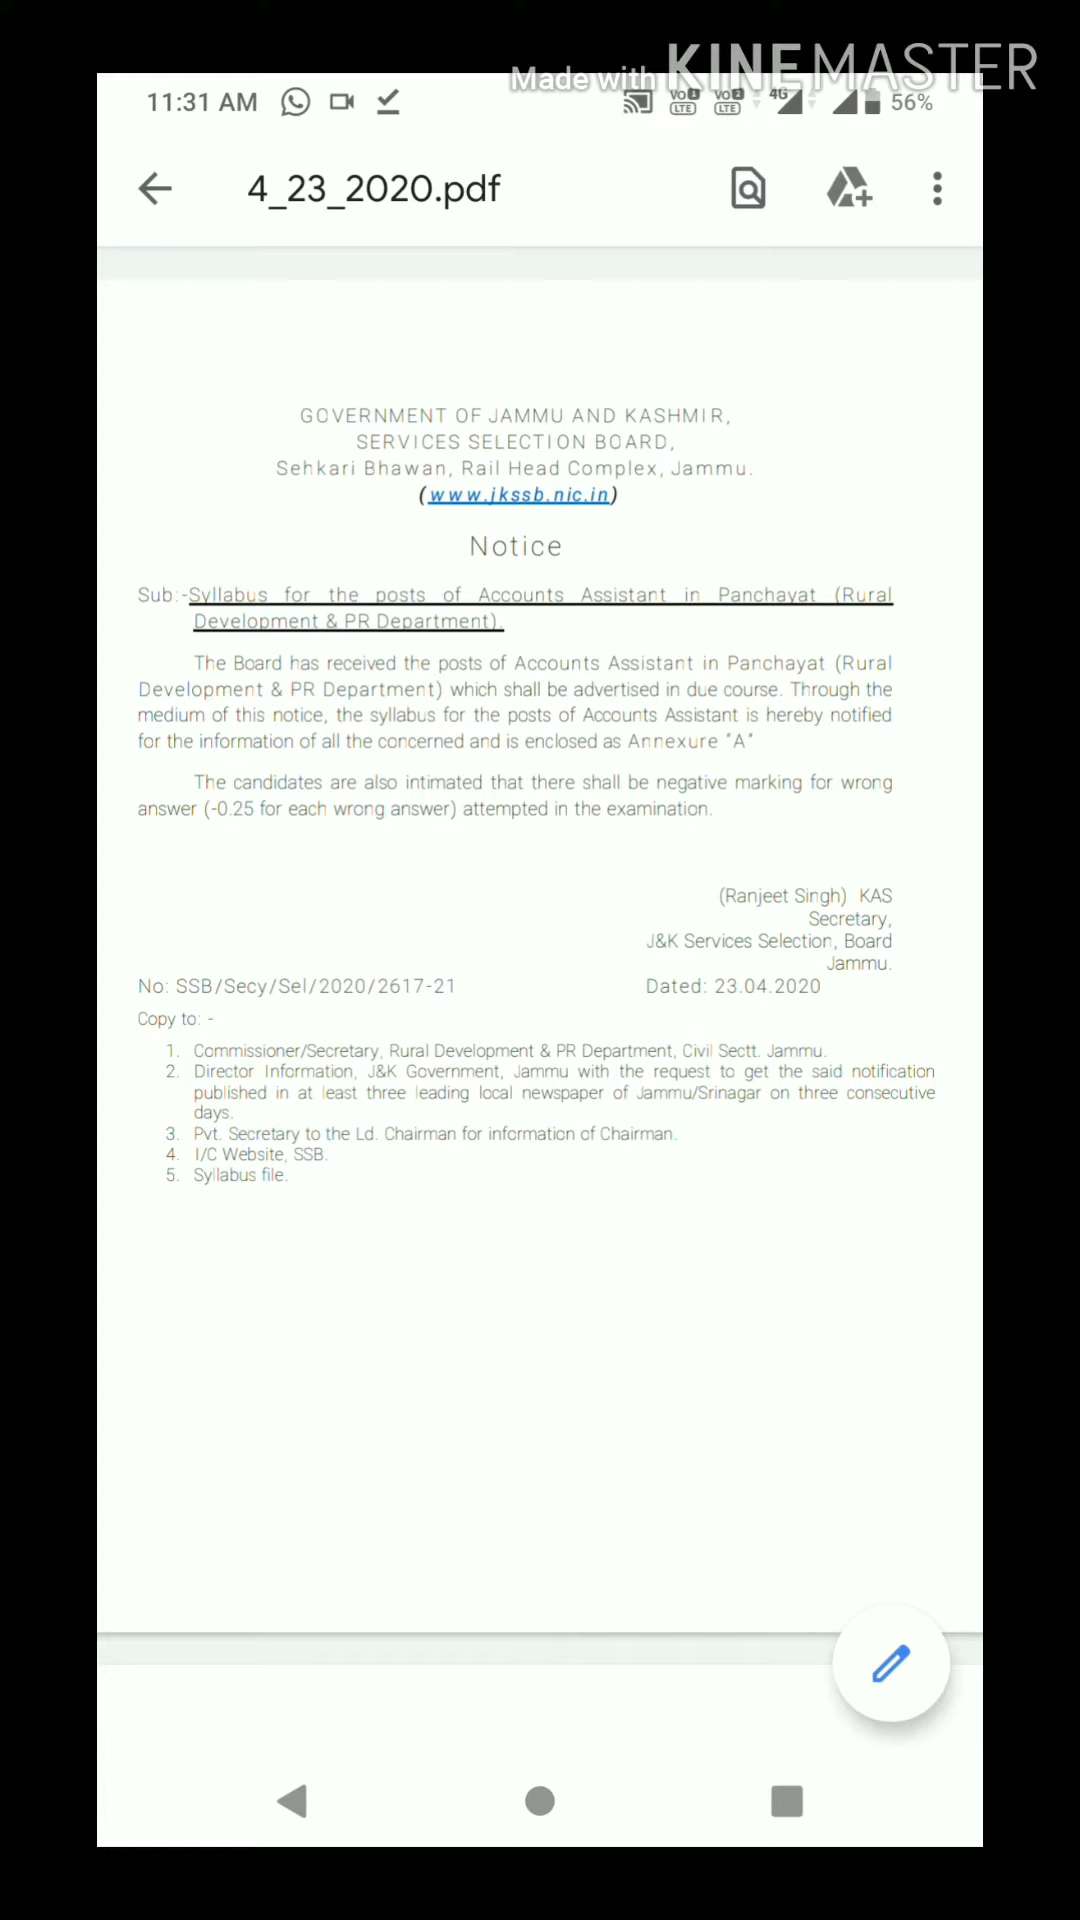 Made with KINEMASTER
11:31 AM VO 1 LTE VO 2 LTE 4G 56%
4_23_2020.pdf
GOVERNMENT OF JAMMU AND KASHMIR,
SERVICES SELECTION BOARD,
Sehkari Bhawan, Rail Head Complex, Jammu.
(www.jkssb.nic.in)
Notice
Sub:-Syllabus for the posts of Accounts Assistant in Panchayat (Rural
Development & PR Department).
The Board has received the posts of Accounts Assistant in Panchayat (Rural
Development & PR Department) which shall be advertised in due course. Through the
medium of this notice, the syllabus for the posts of Accounts Assistant is hereby notified
for the information of all the concerned and is enclosed as Annexure "A"
The candidates are also intimated that there shall be negative marking for wrong
answer (-0.25 for each wrong answer) attempted in the examination.
(Ranjeet Singh) KAS
Secretary,
J&K Services Selection, Board
Jammu.
No: SSB/Secy/Sel/2020/2617-21 Dated: 23.04.2020
Copy to: -
1. Commissioner/Secretary, Rural Development & PR Department, Civil Sectt. Jammu.
2. Director Information, J&K Government, Jammu with the request to get the said notification
published in at least three leading local newspaper of Jammu/Srinagar on three consecutive
days.
3. Pvt. Secretary to the Ld. Chairman for information of Chairman.
4. I/C Website, SSB.
5. Syllabus file.